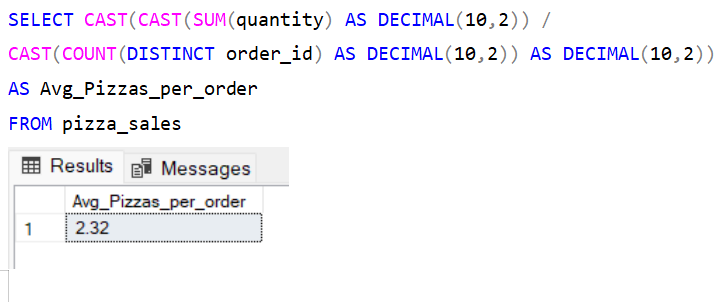 SELECT CAST(CAST(SUM(quantity) AS DECIMAL(10,2)) /
CAST(COUNT(DISTINCT order_id) AS DECIMAL(10,2)) AS DECIMAL(10,2))
AS Avg_Pizzas_per_order
FROM pizza_sales
Results Messages
Avg_Pizzas_per_order
1 2.32